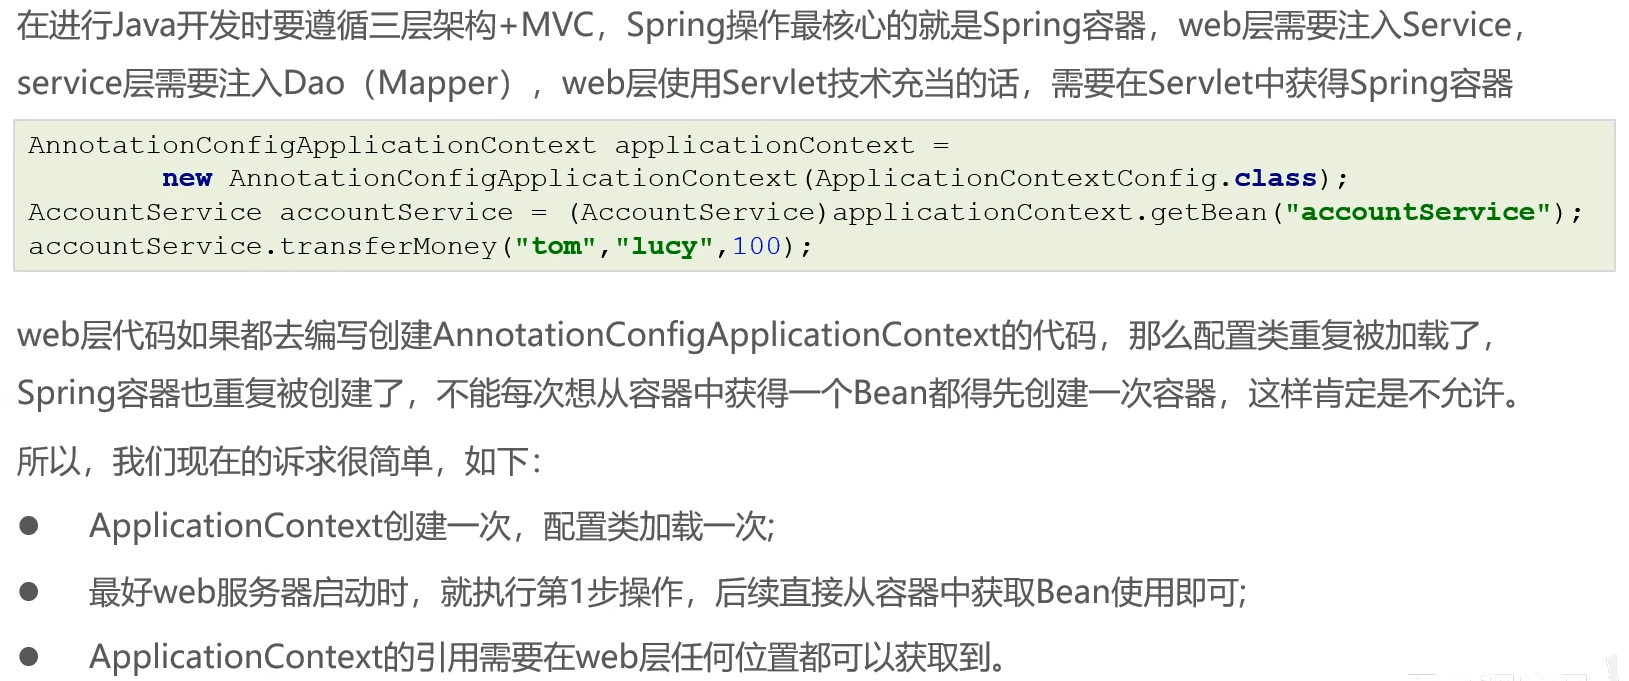 在进行Java开发时要遵循三层架构+MVC，Spring操作最核心的就是Spring容器，web层需要注入Service，
service层需要注入Dao（Mapper），web层使用Servlet技术充当的话，需要在Servlet中获得Spring容器
AnnotationConfigApplicationContext applicationContext =
new AnnotationConfigApplicationContext(ApplicationContextConfig.class);
AccountService accountService = (AccountService)applicationContext.getBean("accountService");
accountService.transferMoney("tom","lucy",100);
web层代码如果都去编写创建AnnotationConfigApplicationContext的代码，那么配置类重复被加载了，
Spring容器也重复被创建了，不能每次想从容器中获得一个Bean都得先创建一次容器，这样肯定是不允许。
所以，我们现在的诉求很简单，如下：
● ApplicationContext创建一次，配置类加载一次;
● 最好web服务器启动时，就执行第1步操作，后续直接从容器中获取Bean使用即可;
● ApplicationContext的引用需要在web层任何位置都可以获取到。